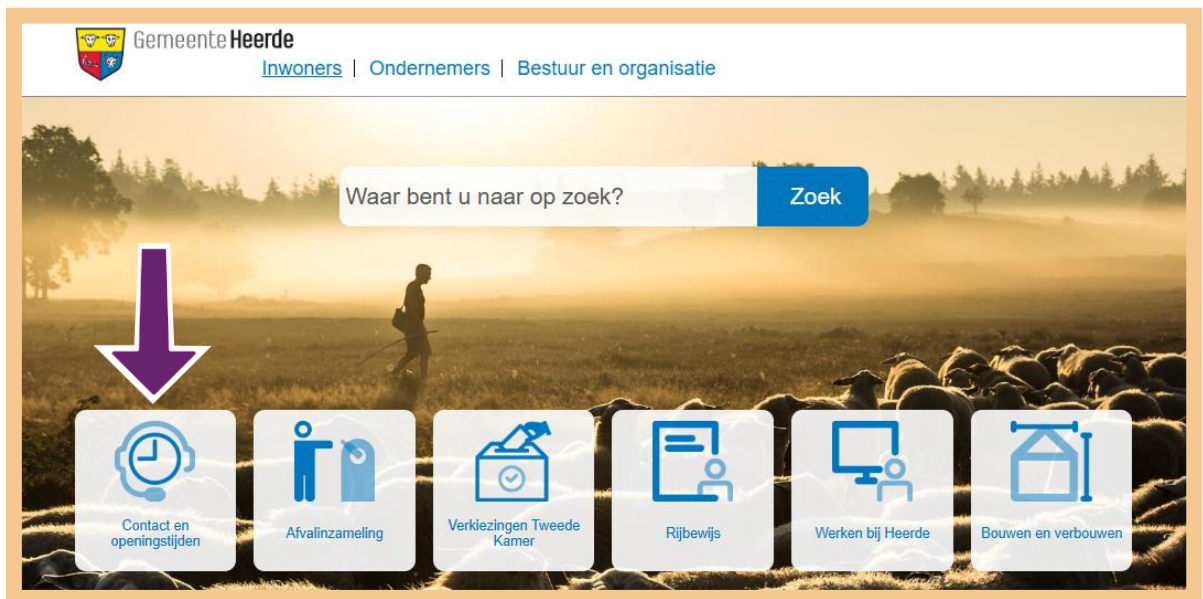 Gemeente Heerde
Inwoners | Ondernemers | Bestuur en organisatie
Waar bent u naar op zoek? Zoek
Contact en
openingstijden
Afvalinzameling
Verkiezingen Tweede
Kamer
Rijbewijs
Werken bij Heerde
Bouwen en verbouwen